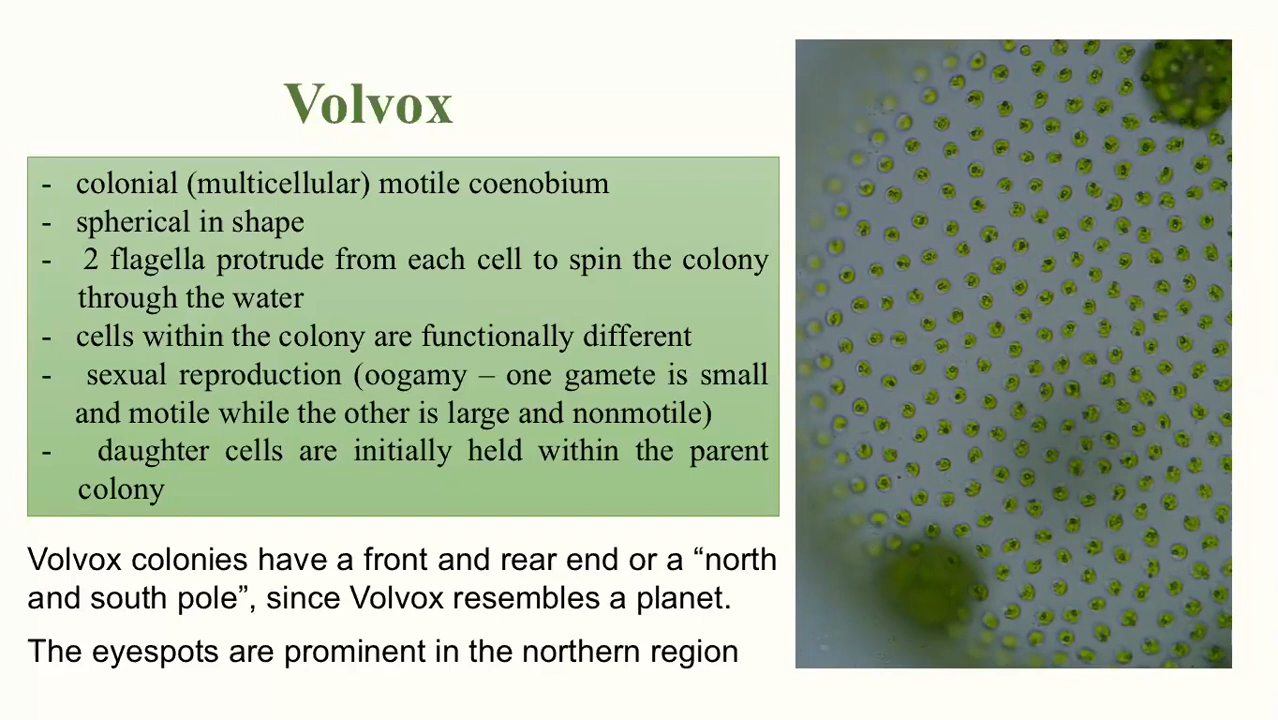 Volvox
- colonial (multicellular) motile coenobium
- spherical in shape
- 2 flagella protrude from each cell to spin the colony
through the water
- cells within the colony are functionally different
- sexual reproduction (oogamy – one gamete is small
and motile while the other is large and nonmotile)
- daughter cells are initially held within the parent
colony
Volvox colonies have a front and rear end or a “north
and south pole”, since Volvox resembles a planet.
The eyespots are prominent in the northern region